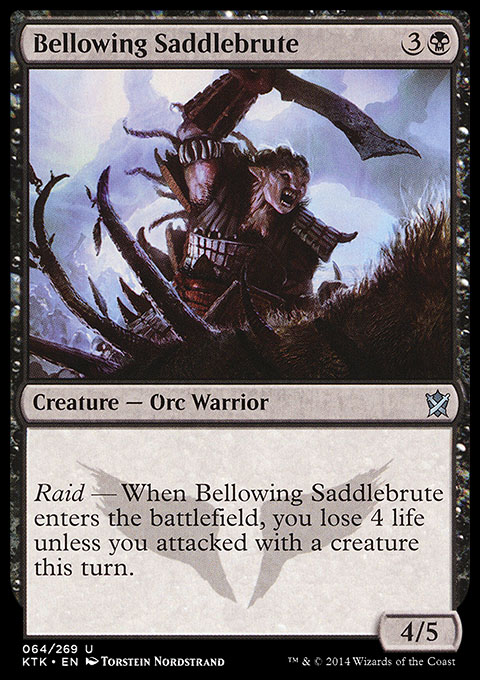 Bellowing Saddlebrute 3
Creature — Orc Warrior
Raid — When Bellowing Saddlebrute
enters the battlefield, you lose 4 life
unless you attacked with a creature
this turn.
4/5
064/269 U
KTK • EN Torstein Nordstrand
™ & © 2014 Wizards of the Coast